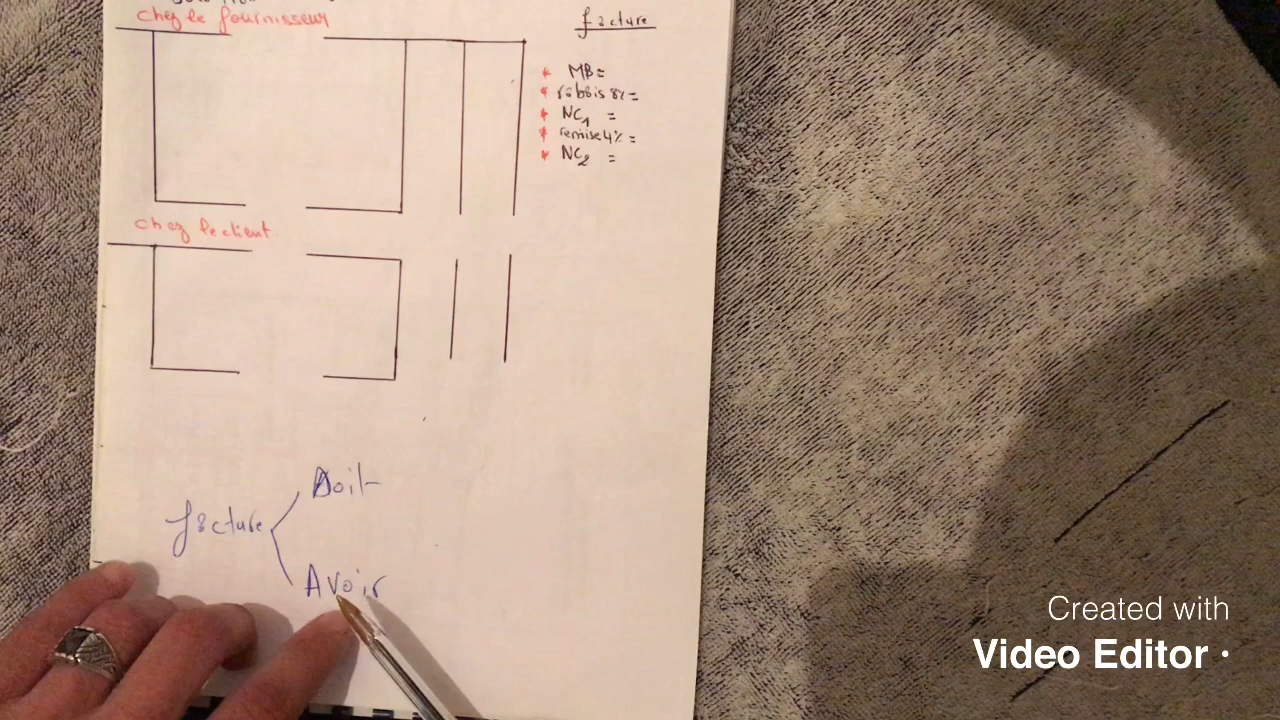 chez le fournisseur
facture
* MB =
* rabais 8% =
* NC1 =
* remise 4% =
* NC2 =
chez le client
facture
Doit
Avoir
Created with
Video Editor